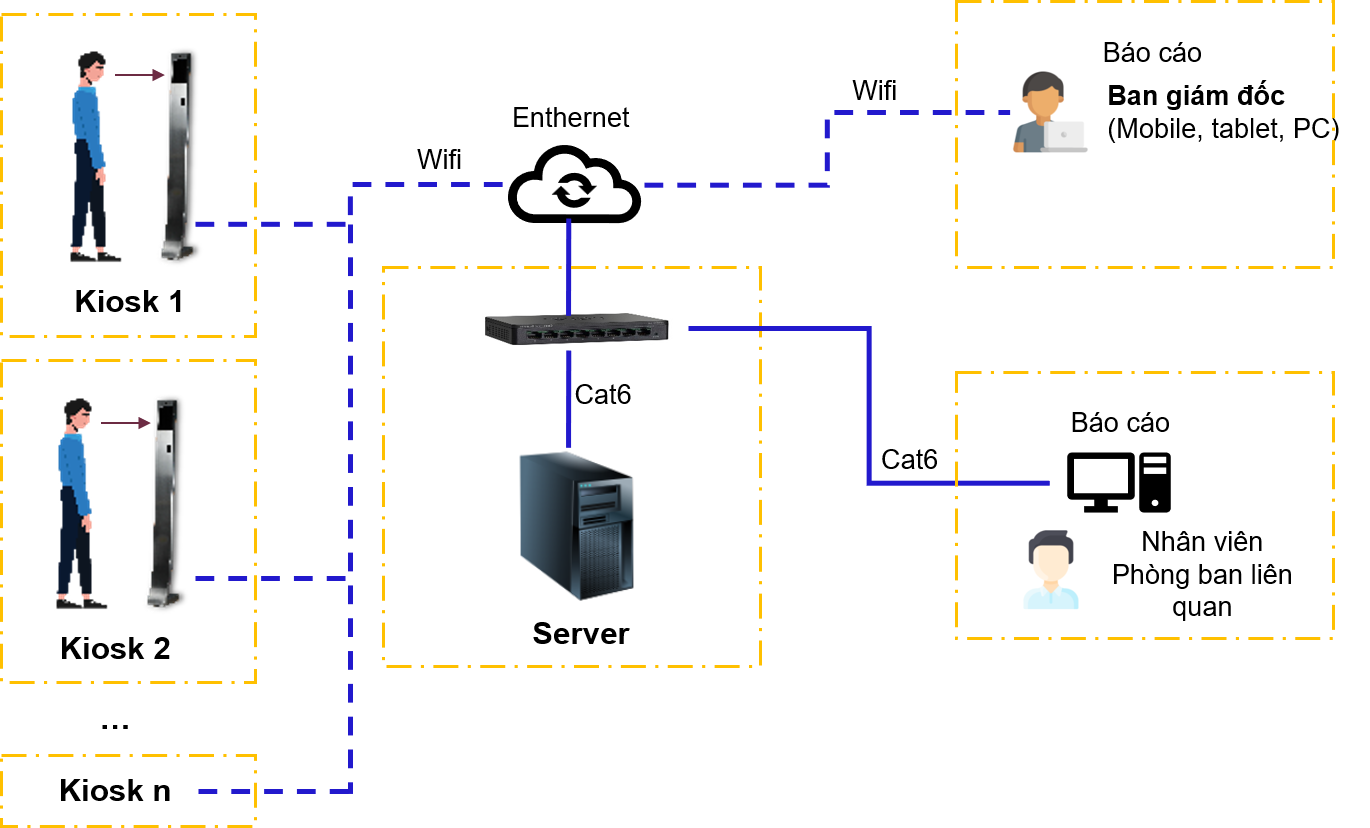 Báo cáo
Ban giám đốc
(Mobile, tablet, PC)
Wifi
Enthernet
Wifi
Kiosk 1
Cat6
Báo cáo
Cat6
Nhân viên
Phòng ban liên
quan
Server
Kiosk 2
...
Kiosk n